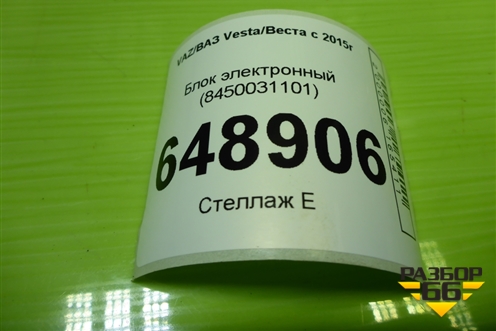 VAZ/ВАЗ Vesta/Веста с 2015г
Блок электронный
(8450031101)
648906
Стеллаж Е
РАЗБОР
66